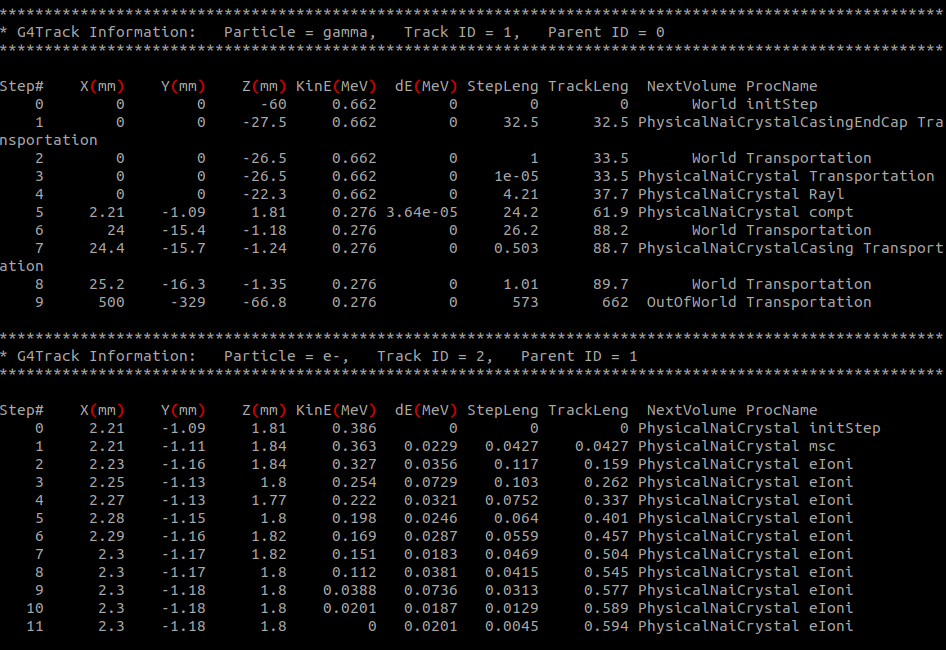 *********************************************************************************************************
* G4Track Information:   Particle = gamma,   Track ID = 1,   Parent ID = 0
*********************************************************************************************************

Step#    X(mm)    Y(mm)    Z(mm) KinE(MeV)  dE(MeV) StepLeng TrackLeng  NextVolume ProcName
    0        0        0      -60     0.662        0        0         0       World initStep
    1        0        0    -27.5     0.662        0     32.5      32.5 PhysicalNaiCrystalCasingEndCap Tra
nsportation
    2        0        0    -26.5     0.662        0        1      33.5       World Transportation
    3        0        0    -26.5     0.662        0    1e-05      33.5 PhysicalNaiCrystal Transportation
    4        0        0    -22.3     0.662        0     4.21      37.7 PhysicalNaiCrystal Rayl
    5     2.21    -1.09     1.81     0.276 3.64e-05     24.2      61.9 PhysicalNaiCrystal compt
    6       24    -15.4    -1.18     0.276        0     26.2      88.2       World Transportation
    7     24.4    -15.7    -1.24     0.276        0    0.503      88.7 PhysicalNaiCrystalCasing Transport
ation
    8     25.2    -16.3    -1.35     0.276        0     1.01      89.7       World Transportation
    9      500     -329    -66.8     0.276        0      573       662  OutOfWorld Transportation

*********************************************************************************************************
* G4Track Information:   Particle = e-,   Track ID = 2,   Parent ID = 1
*********************************************************************************************************

Step#    X(mm)    Y(mm)    Z(mm) KinE(MeV)  dE(MeV) StepLeng TrackLeng  NextVolume ProcName
    0     2.21    -1.09     1.81     0.386        0        0         0 PhysicalNaiCrystal initStep
    1     2.21    -1.11     1.84     0.363   0.0229   0.0427    0.0427 PhysicalNaiCrystal msc
    2     2.23    -1.16     1.84     0.327   0.0356    0.117     0.159 PhysicalNaiCrystal eIoni
    3     2.25    -1.13      1.8     0.254   0.0729    0.103     0.262 PhysicalNaiCrystal eIoni
    4     2.27    -1.13     1.77     0.222   0.0321   0.0752     0.337 PhysicalNaiCrystal eIoni
    5     2.28    -1.15      1.8     0.198   0.0246    0.064     0.401 PhysicalNaiCrystal eIoni
    6     2.29    -1.16     1.82     0.169   0.0287   0.0559     0.457 PhysicalNaiCrystal eIoni
    7      2.3    -1.17     1.82     0.151   0.0183   0.0469     0.504 PhysicalNaiCrystal eIoni
    8      2.3    -1.17      1.8     0.112   0.0381   0.0415     0.545 PhysicalNaiCrystal eIoni
    9      2.3    -1.18      1.8    0.0388   0.0736   0.0313     0.577 PhysicalNaiCrystal eIoni
   10      2.3    -1.18      1.8    0.0201   0.0187   0.0129     0.589 PhysicalNaiCrystal eIoni
   11      2.3    -1.18      1.8         0   0.0201   0.0045     0.594 PhysicalNaiCrystal eIoni